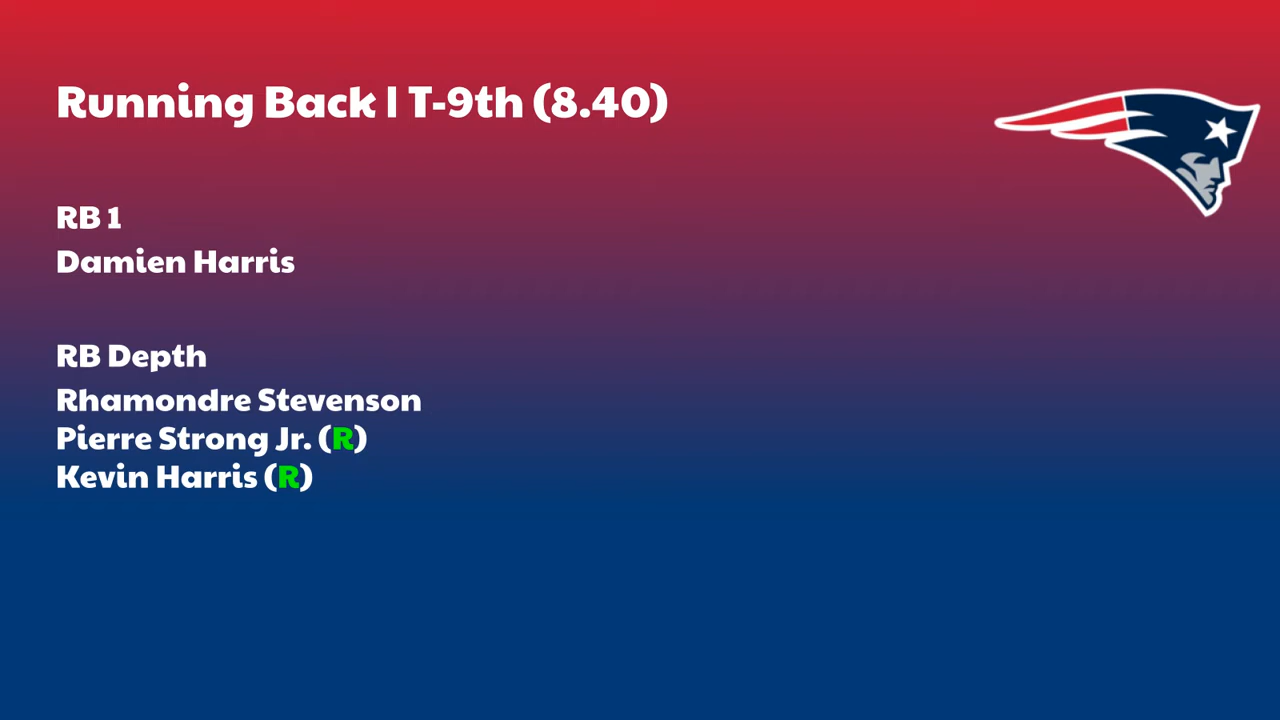 Running Back | T-9th (8.40)
RB 1
Damien Harris
RB Depth
Rhamondre Stevenson
Pierre Strong Jr. (R)
Kevin Harris (R)